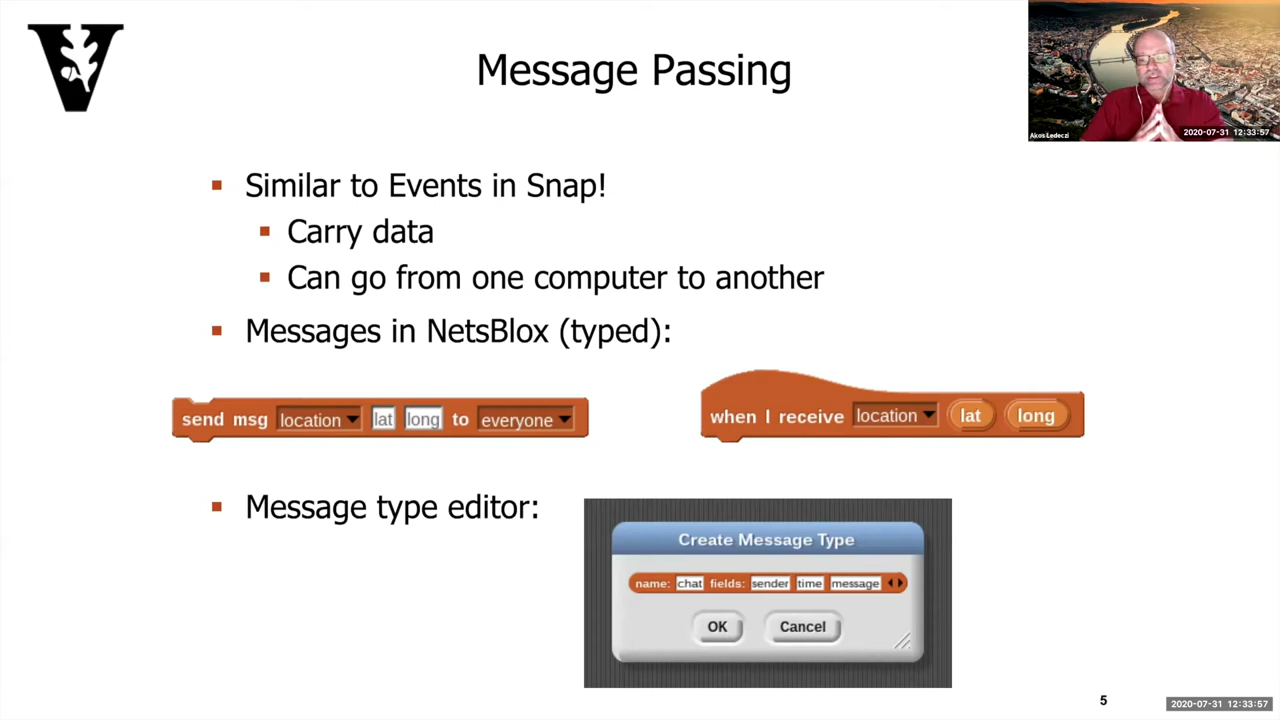 Message Passing
Akos Ledeczi
2020-07-31 12:33:57
Similar to Events in Snap!
Carry data
Can go from one computer to another
Messages in NetsBlox (typed):
send msg location lat long to everyone
when I receive location lat long
Message type editor:
Create Message Type
name: chat fields: sender time message
OK Cancel
5
2020-07-31 12:33:57